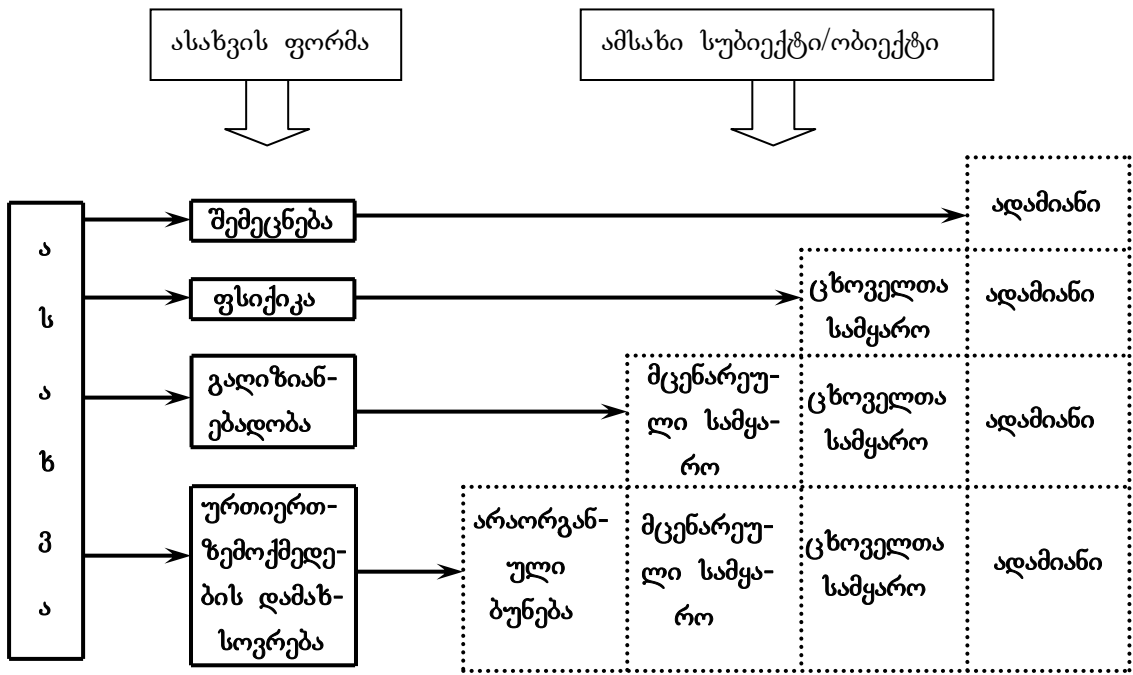 ასახვის ფორმა
ამსახი სუბიექტი/ობიექტი
ა
ს
ა
ხ
ვ
ა
შემეცნება
ადამიანი
ფსიქიკა
ცხოველთა
სამყარო
ადამიანი
გაღიზიან-
ებადობა
მცენარეუ-
ლი სამყა-
რო
ცხოველთა
სამყარო
ადამიანი
ურთიერთ-
ზემოქმედე-
ბის დამახ-
სოვრება
არაორგან-
ული
ბუნება
მცენარეუ-
ლი სამყა-
რო
ცხოველთა
სამყარო
ადამიანი